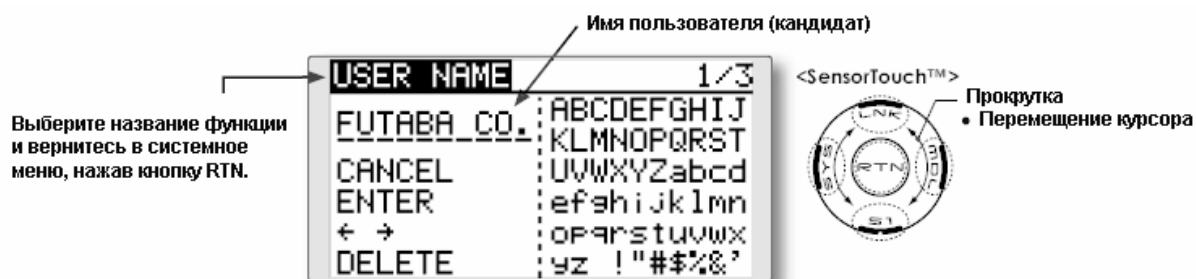 Имя пользователя (кандидат)
USER NAME 1/3
FUTABA CO.
CANCEL
ENTER
← →
DELETE
ABCDEFGHIJ
KLMNOPQRST
UVWXYZabcd
efghijklmn
opqrstuvwx
yz !"#$%&'
Выберите название функции
и вернитесь в системное
меню, нажав кнопку RTN.
<SensorTouch™>
LNK
SYS
RTN
MDL
S1
Прокрутка
• Перемещение курсора